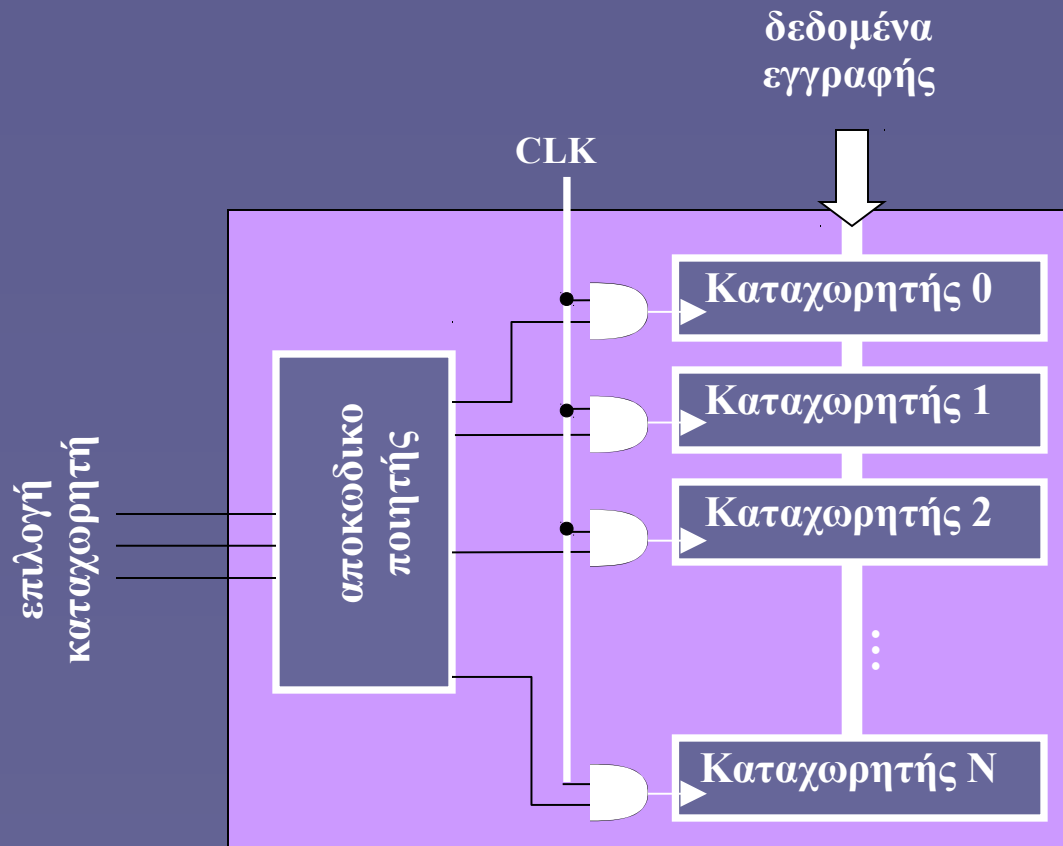 δεδομένα
εγγραφής
CLK
Καταχωρητής 0
Καταχωρητής 1
Καταχωρητής 2
...
Καταχωρητής N
αποκωδικο
ποιητής
επιλογή
καταχωρητή